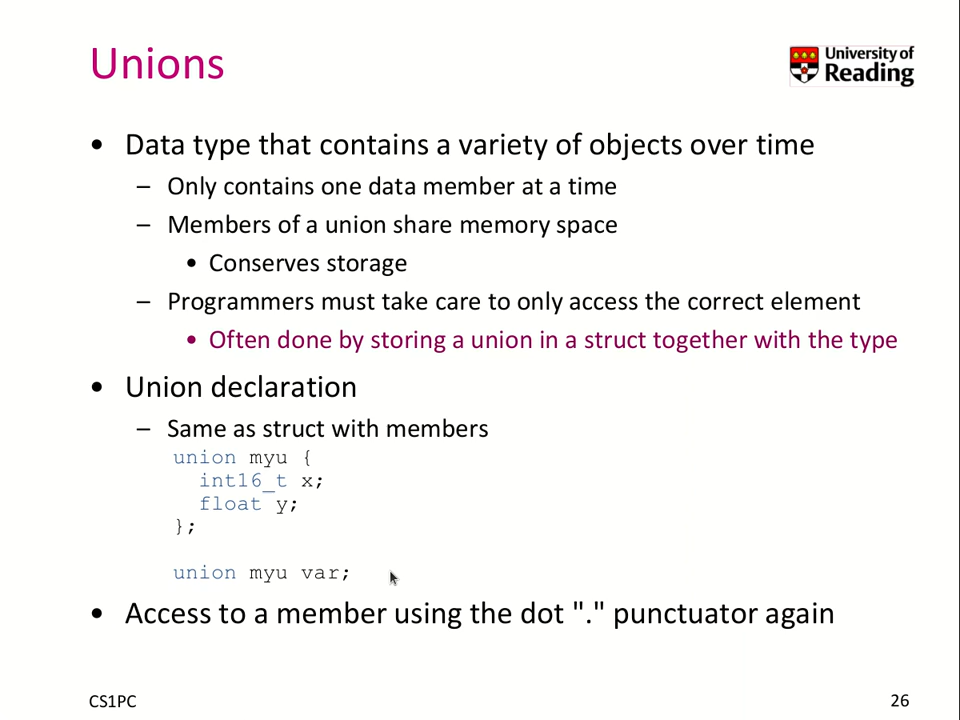 Unions
University of
Reading
• Data type that contains a variety of objects over time
– Only contains one data member at a time
– Members of a union share memory space
• Conserves storage
– Programmers must take care to only access the correct element
• Often done by storing a union in a struct together with the type
• Union declaration
– Same as struct with members
union myu {
  int16_t x;
  float y;
};
union myu var;
• Access to a member using the dot "." punctuator again
CS1PC
26